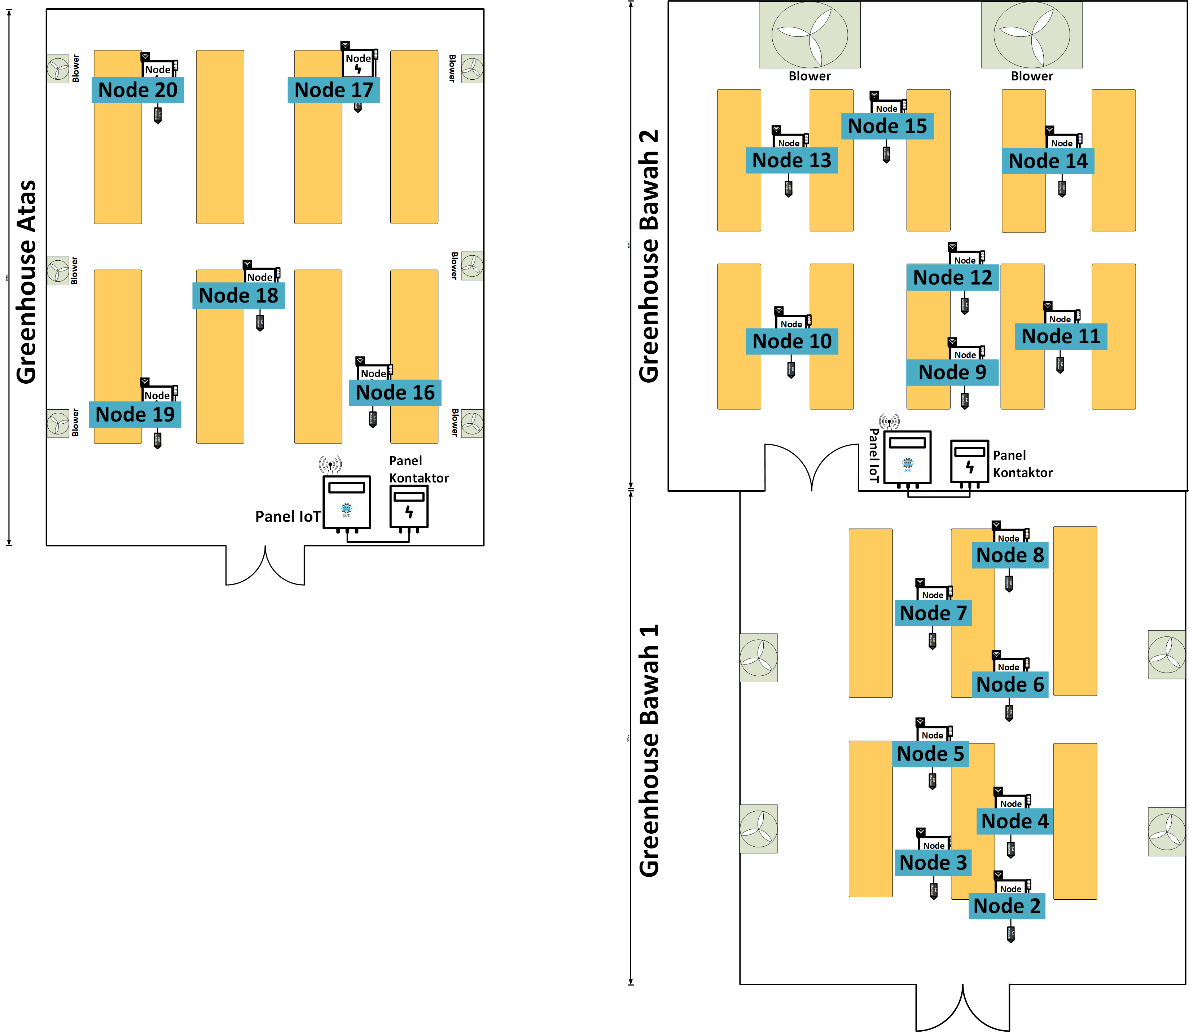 Greenhouse Atas
Node
Node 20
Node
Node 17
Blower
Blower
Node
Node 18
Blower
Blower
Node
Node 19
Node
Node 16
Blower
Blower
Panel IoT
Panel
Kontaktor
Greenhouse Bawah 2
Blower
Blower
Node
Node 13
Node
Node 15
Node
Node 14
Node
Node 12
Node
Node 10
Node
Node 9
Node
Node 11
Panel IoT
Panel
Kontaktor
Greenhouse Bawah 1
Node
Node 8
Node
Node 7
Node
Node 6
Node
Node 5
Node
Node 4
Node
Node 3
Node
Node 2